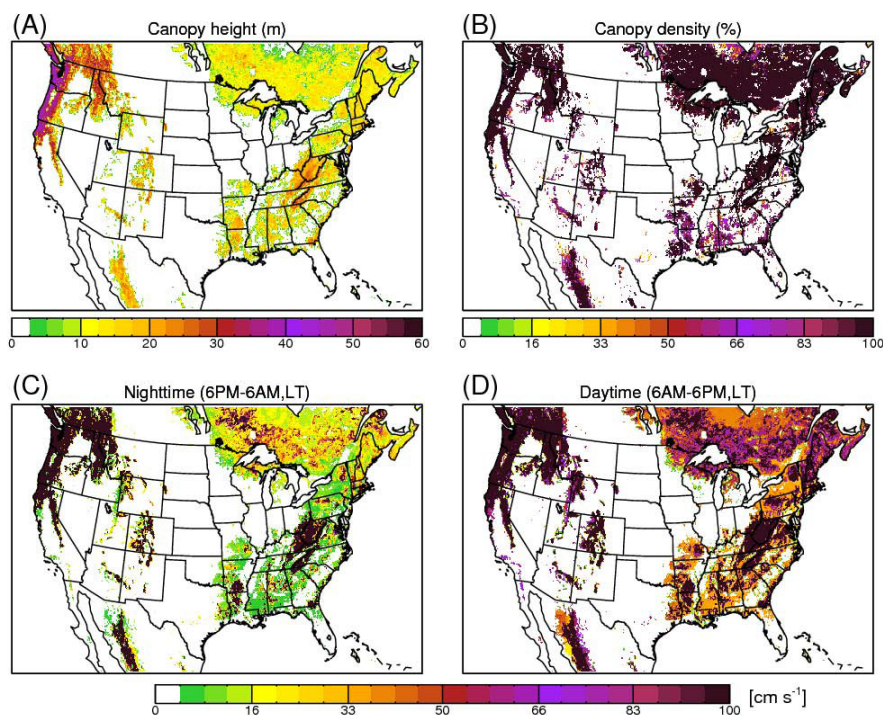 (A) Canopy height (m)
(B) Canopy density (%)
0 10 20 30 40 50 60
0 16 33 50 66 83 100
(C) Nighttime (6PM-6AM,LT)
(D) Daytime (6AM-6PM,LT)
0 16 33 50 66 83 100 [cm s⁻¹]